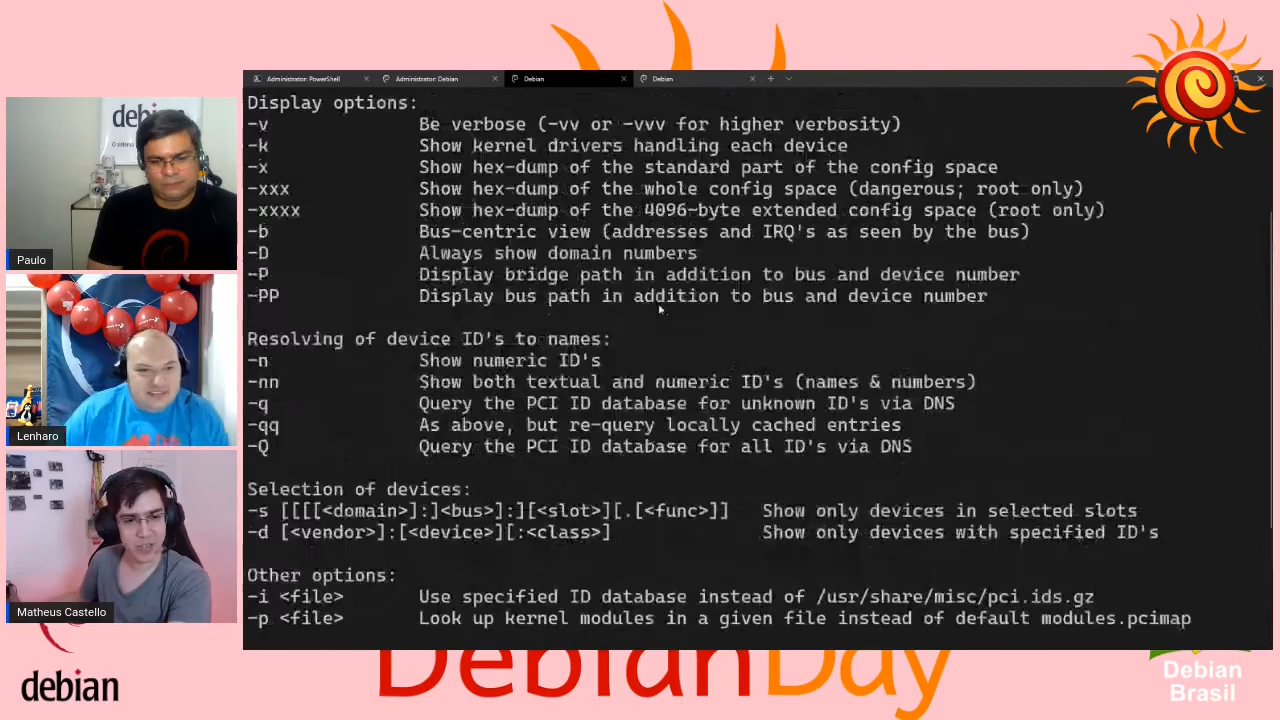 Administrator: PowerShell
Administrator: Debian
Debian
Debian
Display options:
-v Be verbose (-vv or -vvv for higher verbosity)
-k Show kernel drivers handling each device
-x Show hex-dump of the standard part of the config space
-xxx Show hex-dump of the whole config space (dangerous; root only)
-xxxx Show hex-dump of the 4096-byte extended config space (root only)
-b Bus-centric view (addresses and IRQ's as seen by the bus)
-D Always show domain numbers
-P Display bridge path in addition to bus and device number
-PP Display bus path in addition to bus and device number
Resolving of device ID's to names:
-n Show numeric ID's
-nn Show both textual and numeric ID's (names & numbers)
-q Query the PCI ID database for unknown ID's via DNS
-qq As above, but re-query locally cached entries
-Q Query the PCI ID database for all ID's via DNS
Selection of devices:
-s [[[[<domain>]:]<bus>]:][<slot>][.[<func>]] Show only devices in selected slots
-d [<vendor>]:[<device>][:<class>] Show only devices with specified ID's
Other options:
-i <file> Use specified ID database instead of /usr/share/misc/pci.ids.gz
-p <file> Look up kernel modules in a given file instead of default modules.pcimap
Paulo
Lenharo
Matheus Castello
debian
DebianDay
Debian
Brasil